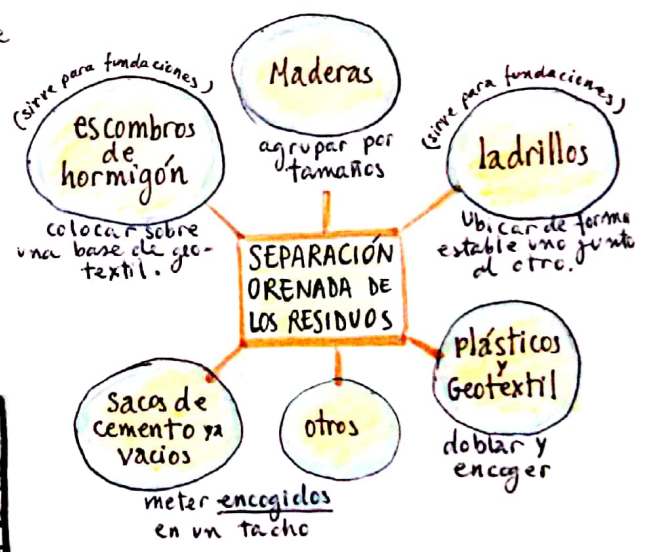 e
Maderas
agrupar por
tamaños
(sirve para fundaciones)
escombros
de
hormigón
colocar sobre
una base de geo-
textil.
(sirve para fundaciones)
ladrillos
Ubicar de forma
estable uno junto
al otro.
SEPARACIÓN
ORENADA DE
LOS RESIDUOS
plásticos
y
Geotextil
doblar y
encoger
Sacos de
cemento ya
vacios
otros
meter encogidos
en un tacho